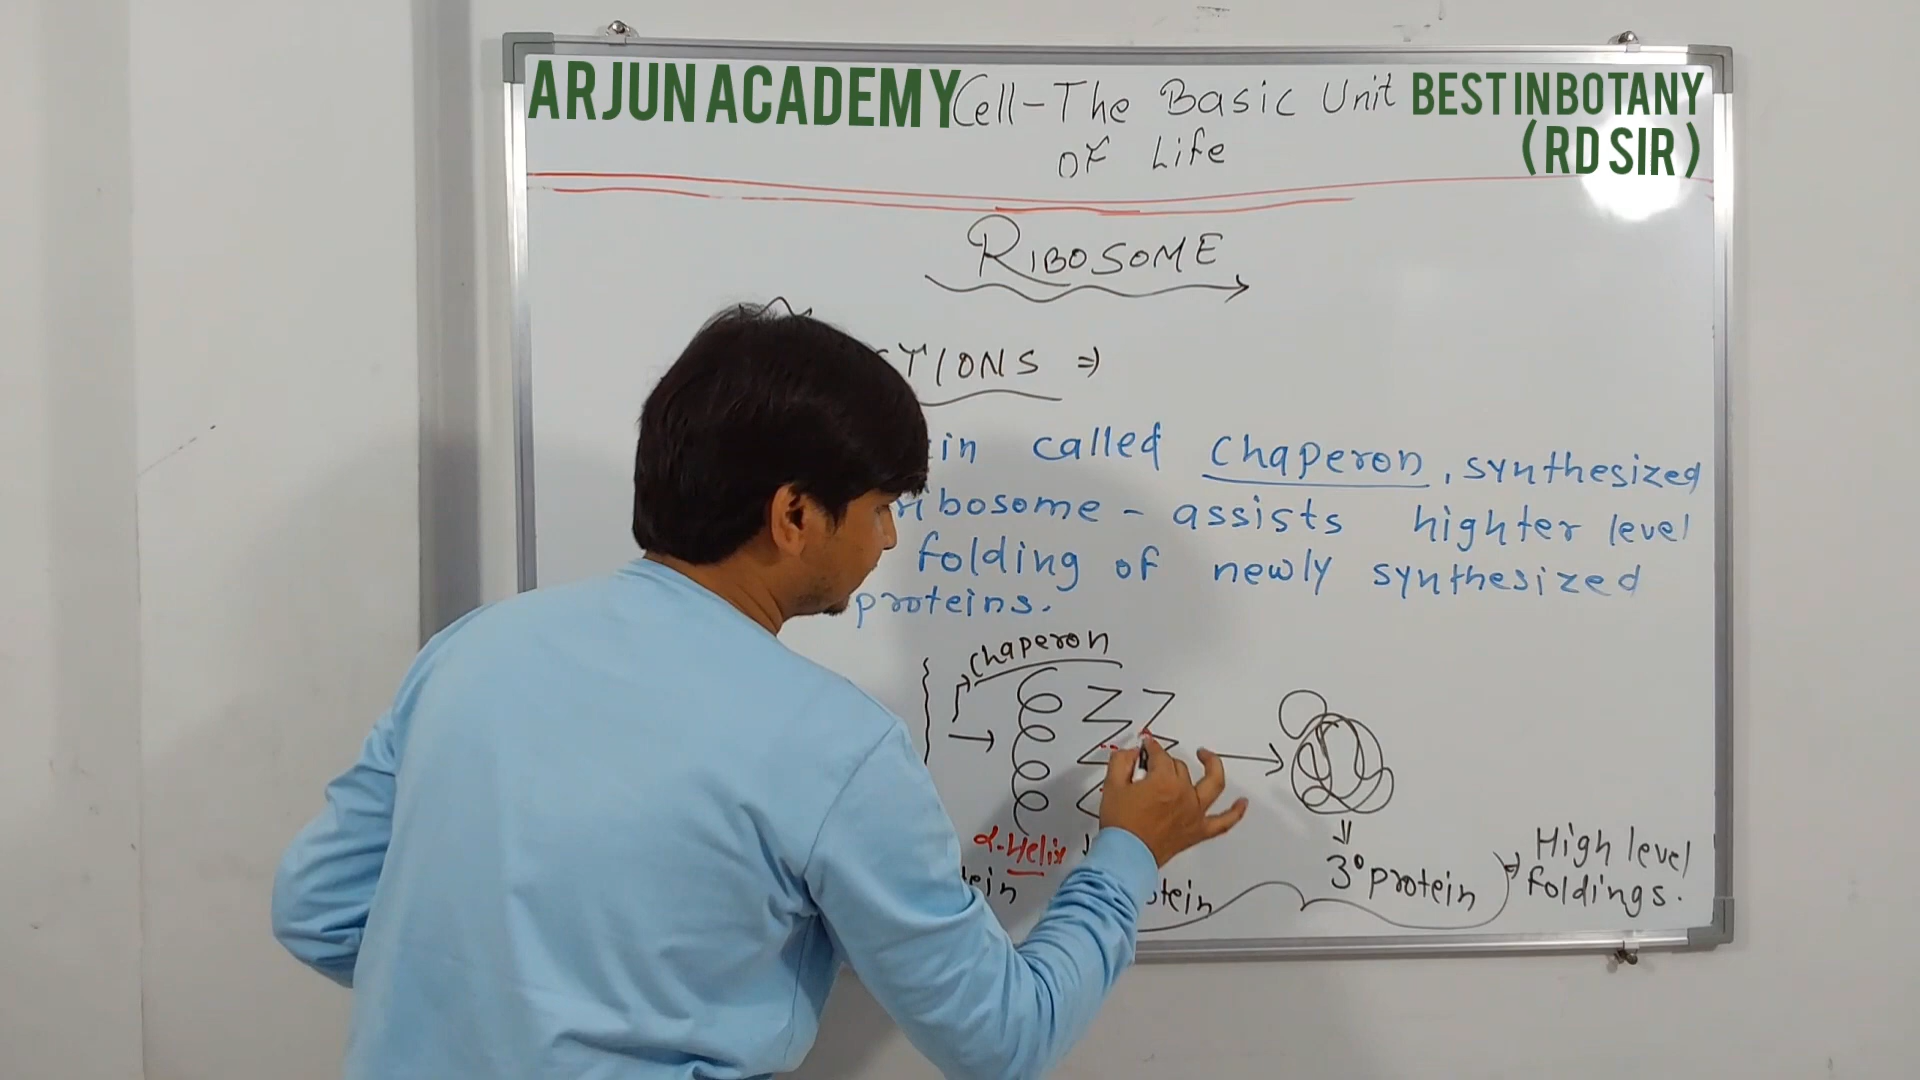 ARJUN ACADEMY Cell-The Basic Unit BEST IN BOTANY
OF Life (RD SIR)
RIBOSOME
CTIONS ⇒
in called Chaperon, synthesized
ribosome - assists highter level
folding of newly synthesized
proteins.
Chaperon
α-Helix
tein
tein
3° protein
High level
foldings.